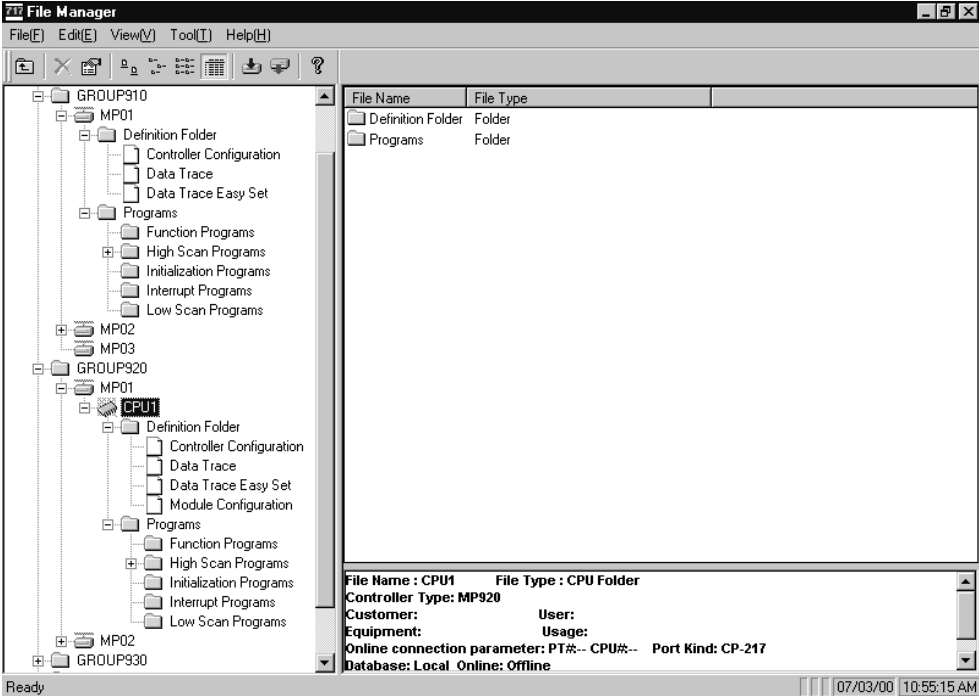 717 File Manager
File(F) Edit(E) View(V) Tool(T) Help(H)
GROUP910
MP01
Definition Folder
Controller Configuration
Data Trace
Data Trace Easy Set
Programs
Function Programs
High Scan Programs
Initialization Programs
Interrupt Programs
Low Scan Programs
MP02
MP03
GROUP920
MP01
CPU1
Definition Folder
Controller Configuration
Data Trace
Data Trace Easy Set
Module Configuration
Programs
Function Programs
High Scan Programs
Initialization Programs
Interrupt Programs
Low Scan Programs
MP02
GROUP930
File Name File Type
Definition Folder Folder
Programs Folder
File Name : CPU1 File Type : CPU Folder
Controller Type: MP920
Customer: User:
Equipment: Usage:
Online connection parameter: PT#:-- CPU#:-- Port Kind: CP-217
Database: Local Online: Offline
Ready 07/03/00 10:55:15 AM